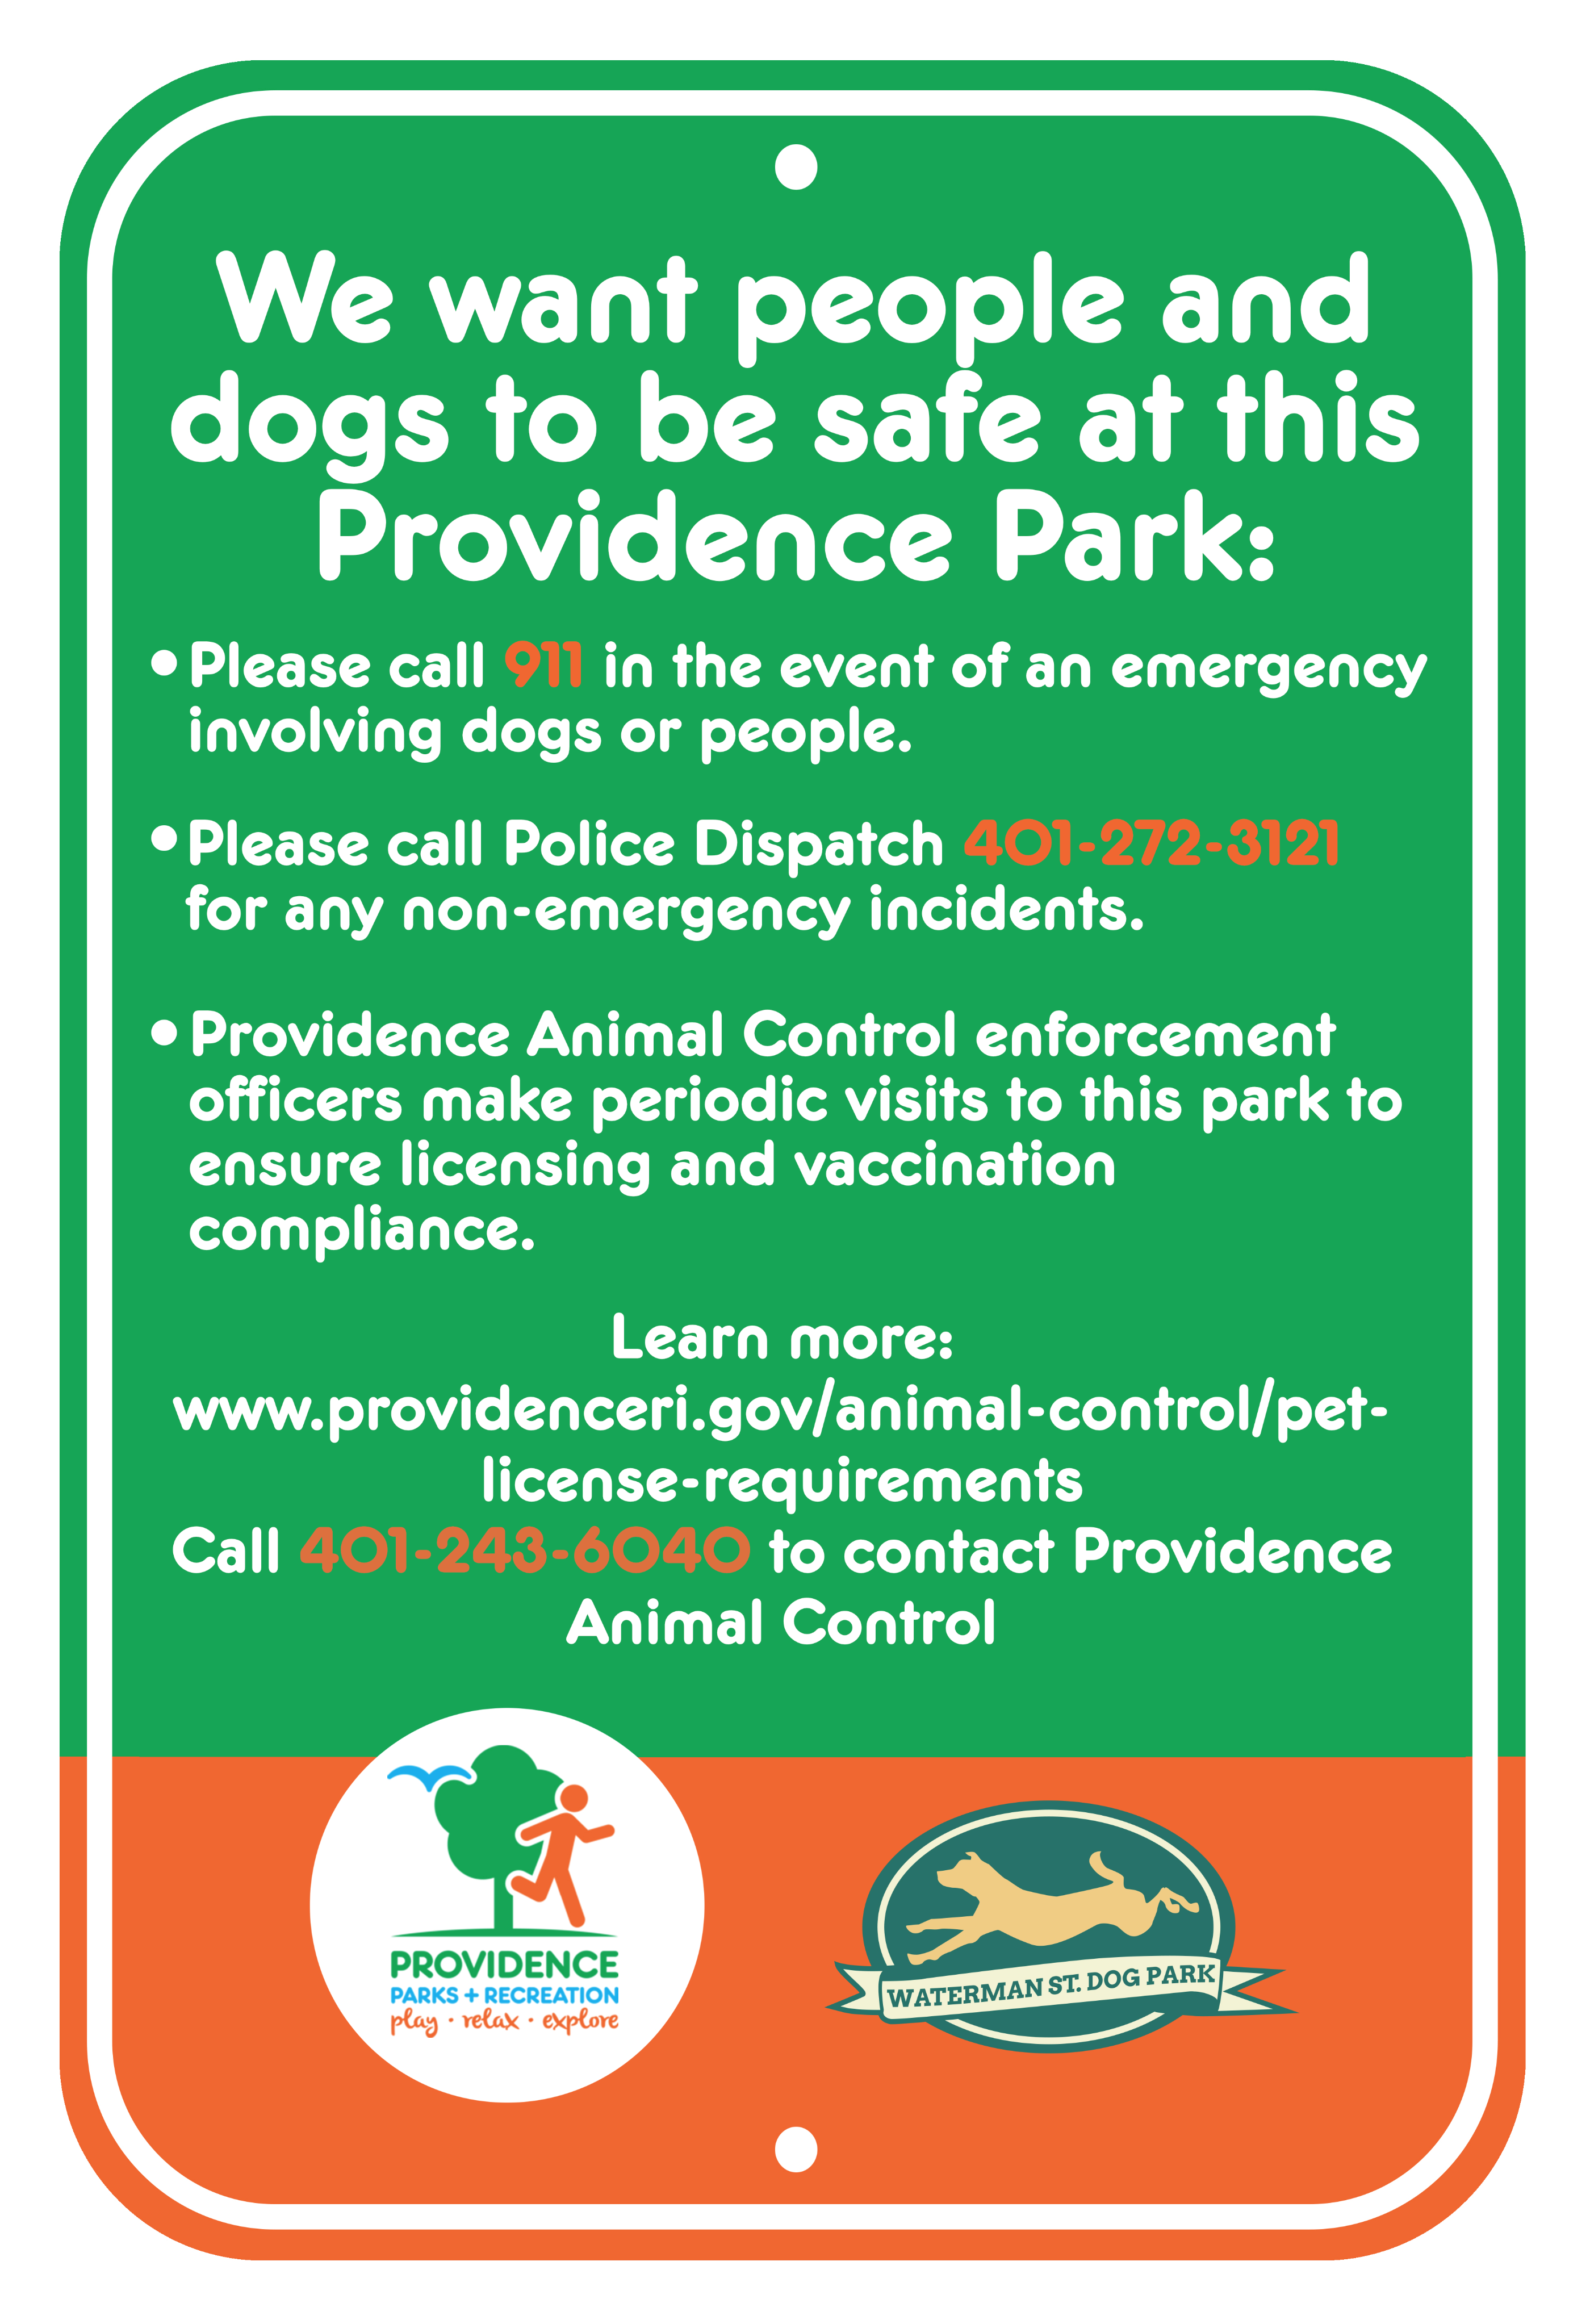 We want people and
dogs to be safe at this
Providence Park:
• Please call 911 in the event of an emergency
involving dogs or people.
• Please call Police Dispatch 401-272-3121
for any non-emergency incidents.
• Providence Animal Control enforcement
officers make periodic visits to this park to
ensure licensing and vaccination
compliance.
Learn more:
www.providenceri.gov/animal-control/pet-
license-requirements
Call 401-243-6040 to contact Providence
Animal Control
PROVIDENCE
PARKS + RECREATION
play · relax · explore
WATERMAN ST. DOG PARK